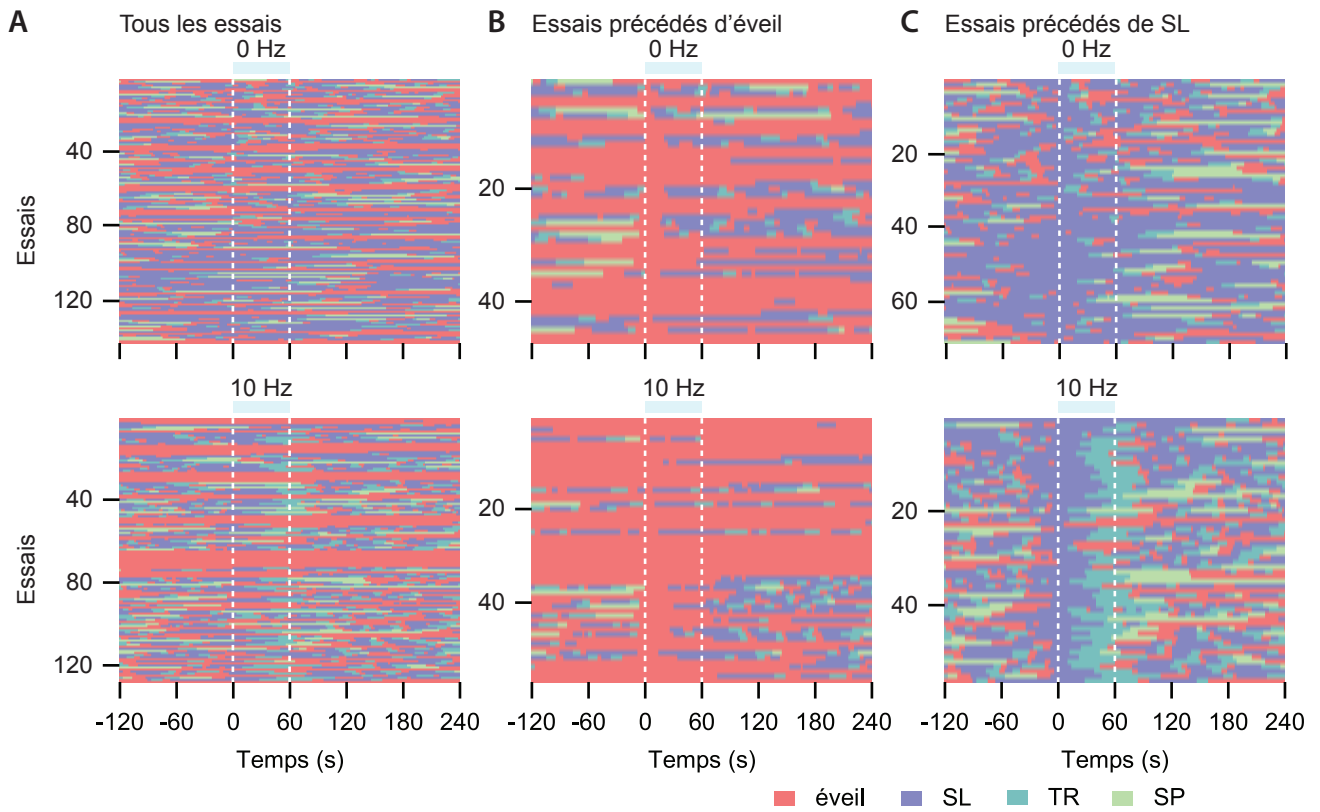 A Tous les essais
B Essais précédés d’éveil
C Essais précédés de SL
0 Hz
0 Hz
0 Hz
Essais
40
80
120
20
40
20
40
60
10 Hz
10 Hz
10 Hz
Essais
40
80
120
20
40
20
40
-120 -60 0 60 120 180 240
-120 -60 0 60 120 180 240
-120 -60 0 60 120 180 240
Temps (s)
Temps (s)
Temps (s)
éveil SL TR SP